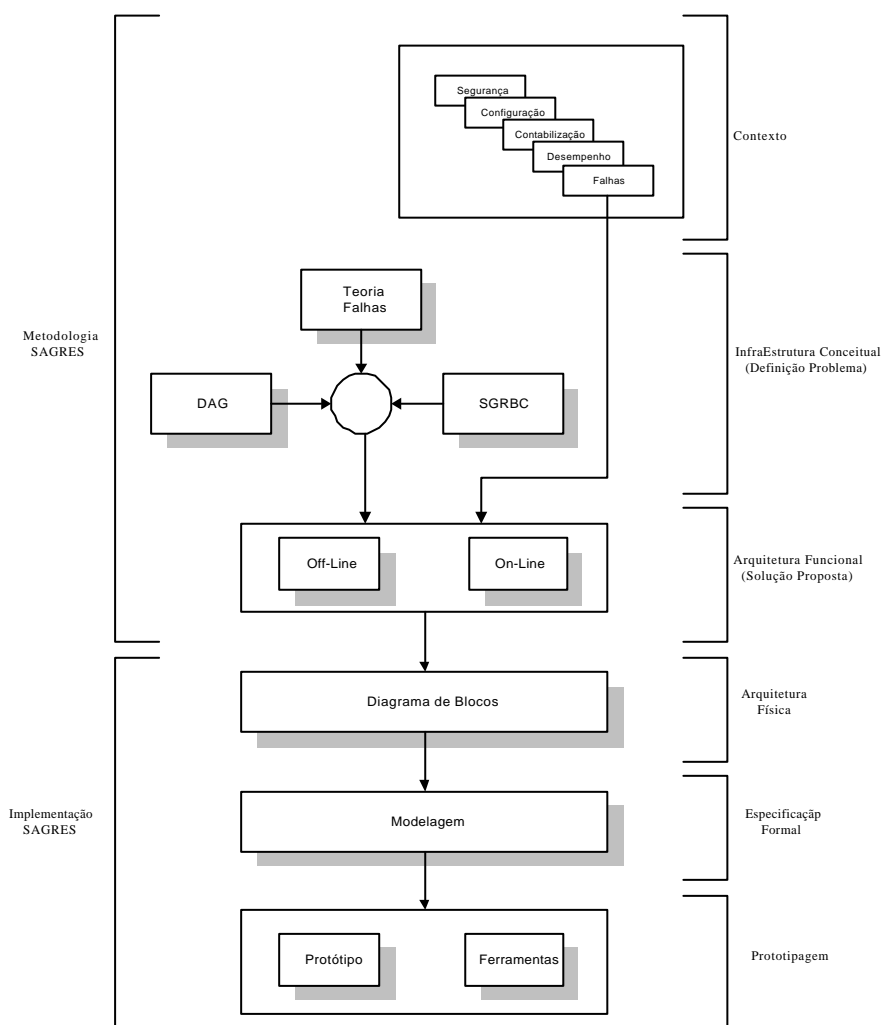 Segurança
Configuração
Contabilização
Desempenho
Falhas
Contexto
Teoria
Falhas
Metodologia
SAGRES
InfraEstrutura Conceitual
(Definição Problema)
DAG
SGRBC
Off-Line
On-Line
Arquitetura Funcional
(Solução Proposta)
Diagrama de Blocos
Arquitetura
Física
Implementação
SAGRES
Modelagem
Especificaçãp
Formal
Protótipo
Ferramentas
Prototipagem